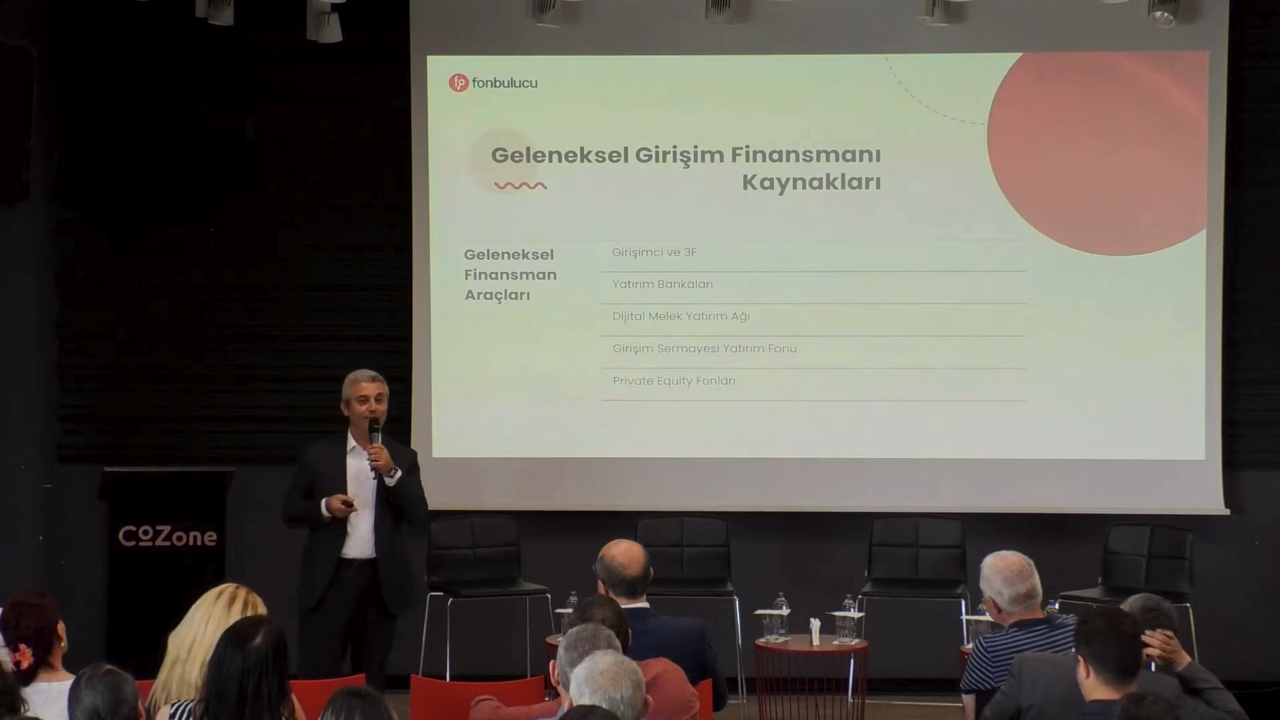 fp fonbulucu
Geleneksel Girişim Finansmanı
Kaynakları
Geleneksel
Finansman
Araçları
Girişimci ve 3F
Yatırım Bankaları
Dijital Melek Yatırım Ağı
Girişim Sermayesi Yatırım Fonu
Private Equity Fonları
CoZone